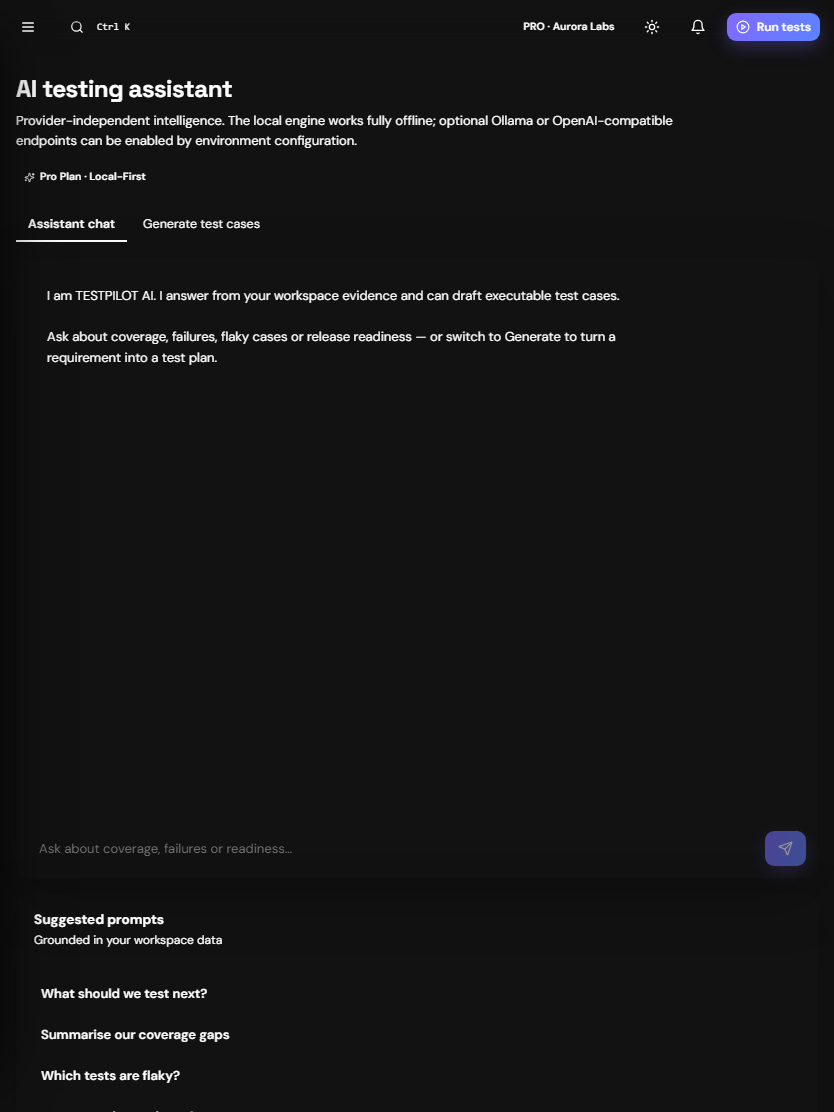 Ctrl K
PRO · Aurora Labs
Run tests
AI testing assistant
Provider-independent intelligence. The local engine works fully offline; optional Ollama or OpenAI-compatible
endpoints can be enabled by environment configuration.
Pro Plan · Local-First
Assistant chat
Generate test cases
I am TESTPILOT AI. I answer from your workspace evidence and can draft executable test cases.
Ask about coverage, failures, flaky cases or release readiness — or switch to Generate to turn a
requirement into a test plan.
Ask about coverage, failures or readiness...
Suggested prompts
Grounded in your workspace data
What should we test next?
Summarise our coverage gaps
Which tests are flaky?